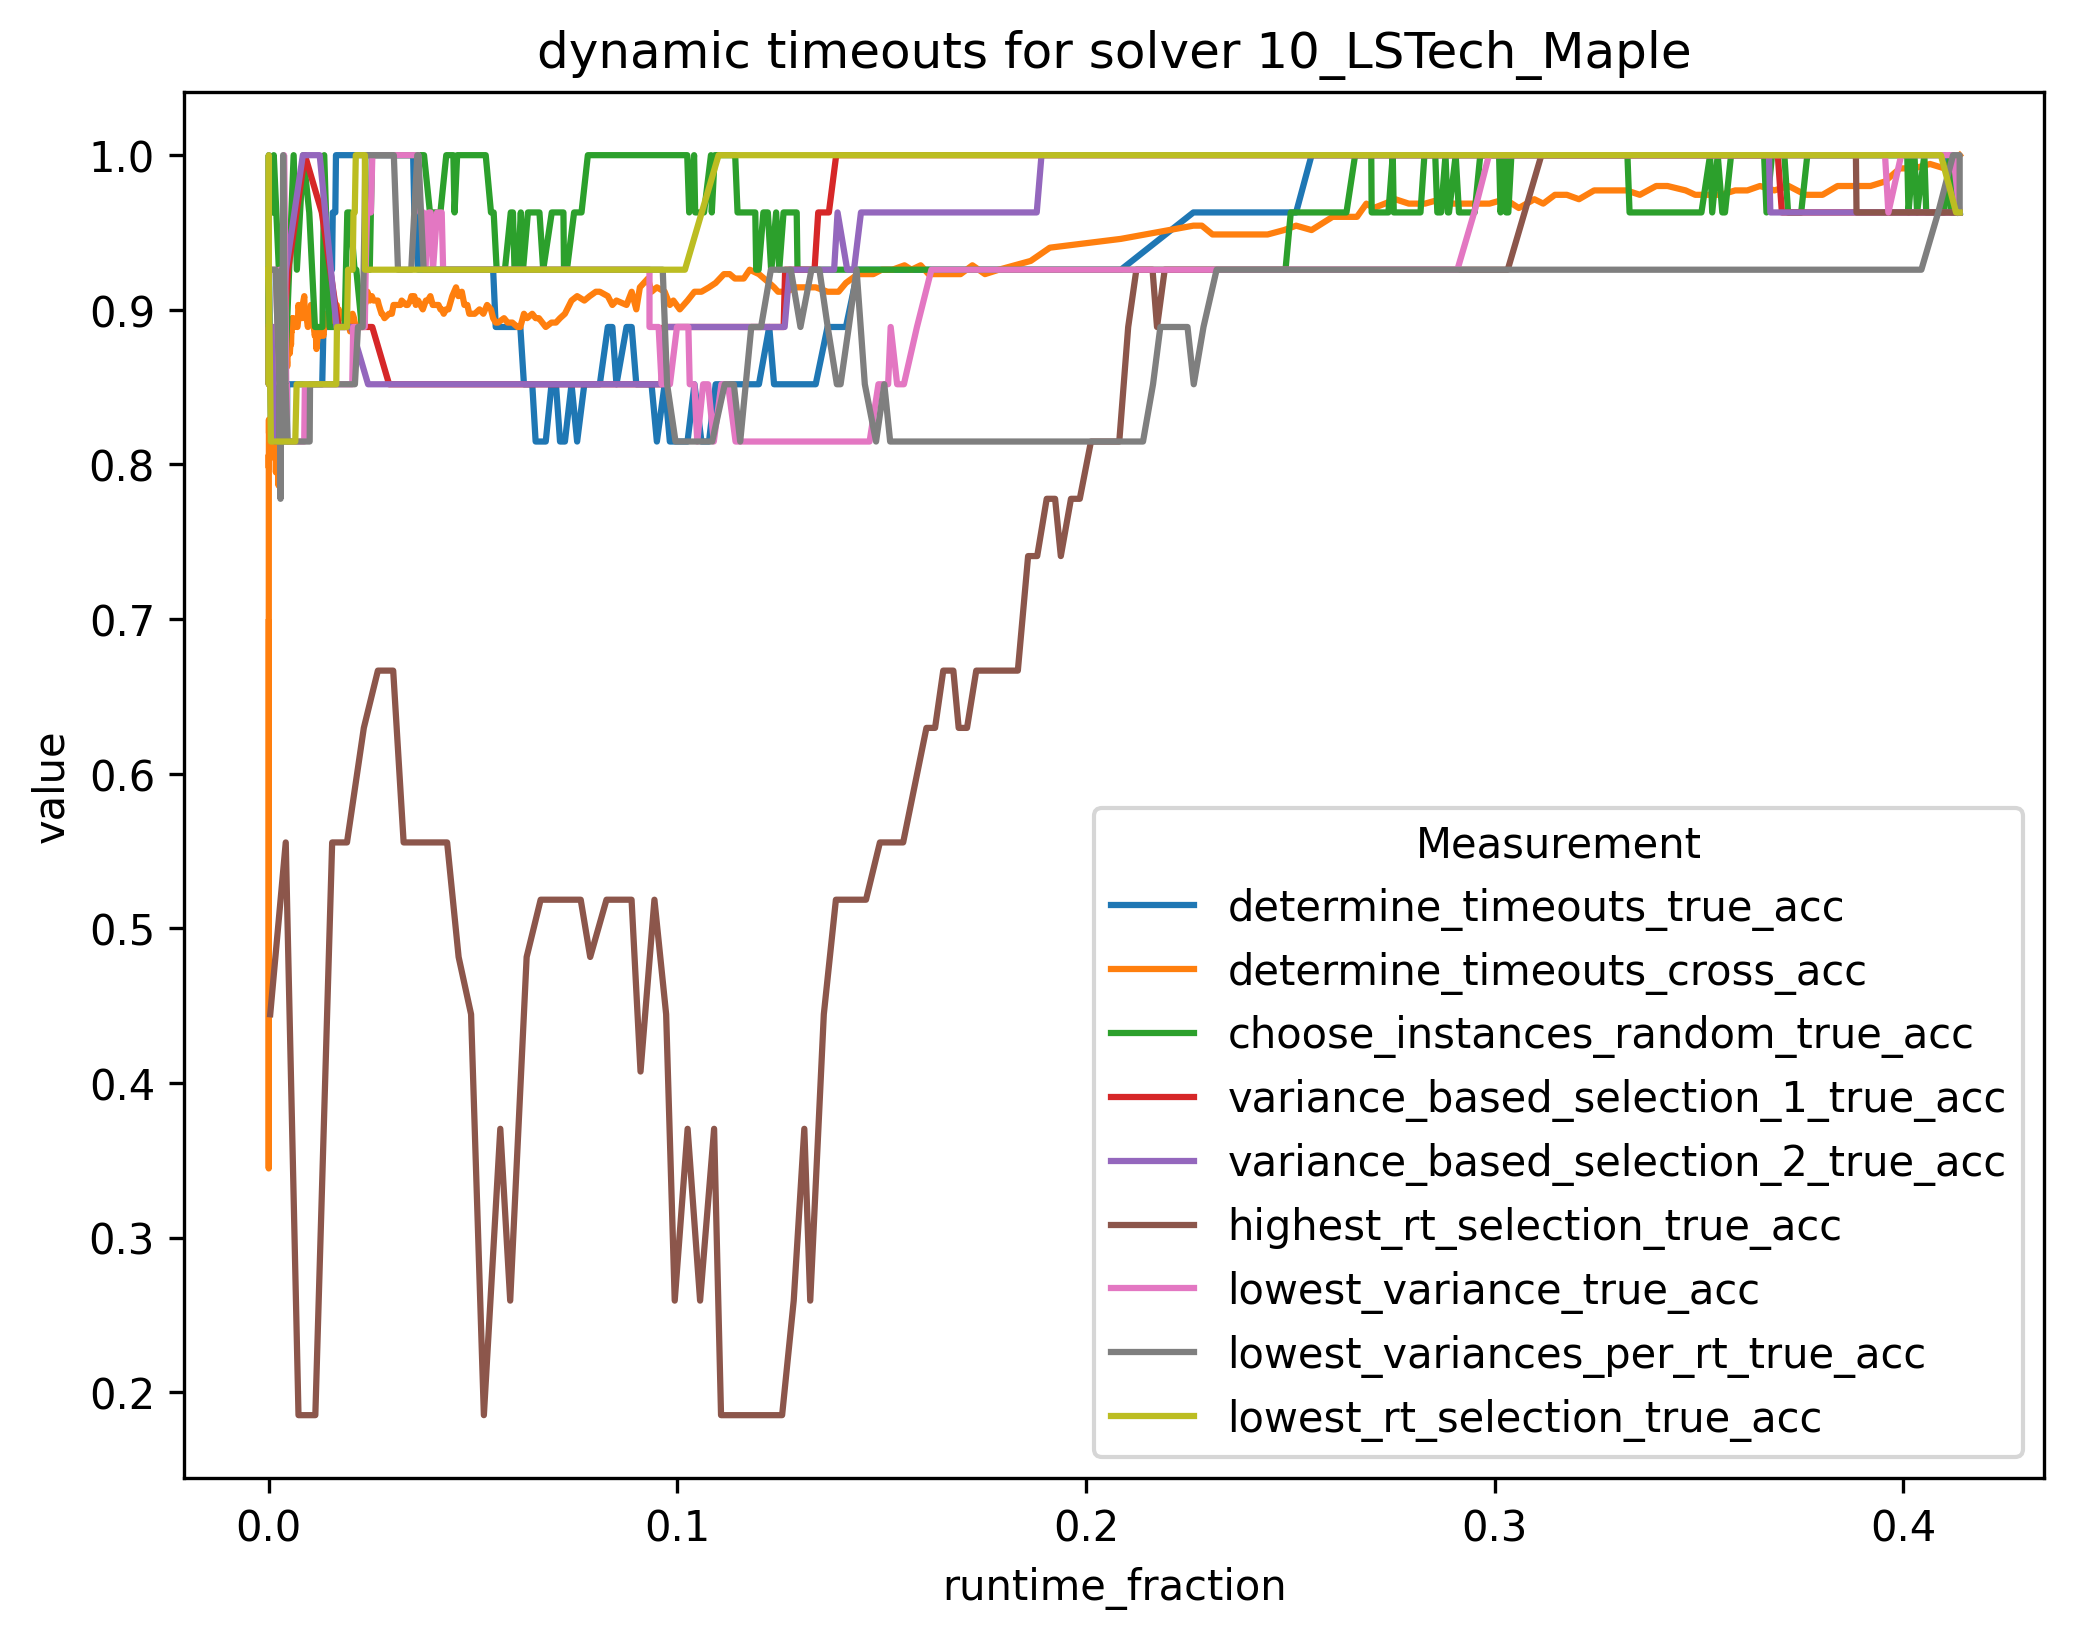 dynamic timeouts for solver 10_LSTech_Maple
1.0
0.9
0.8
0.7
0.6
0.5
0.4
0.3
0.2
value
Measurement
determine_timeouts_true_acc
determine_timeouts_cross_acc
choose_instances_random_true_acc
variance_based_selection_1_true_acc
variance_based_selection_2_true_acc
highest_rt_selection_true_acc
lowest_variance_true_acc
lowest_variances_per_rt_true_acc
lowest_rt_selection_true_acc
0.0 0.1 0.2 0.3 0.4
runtime_fraction